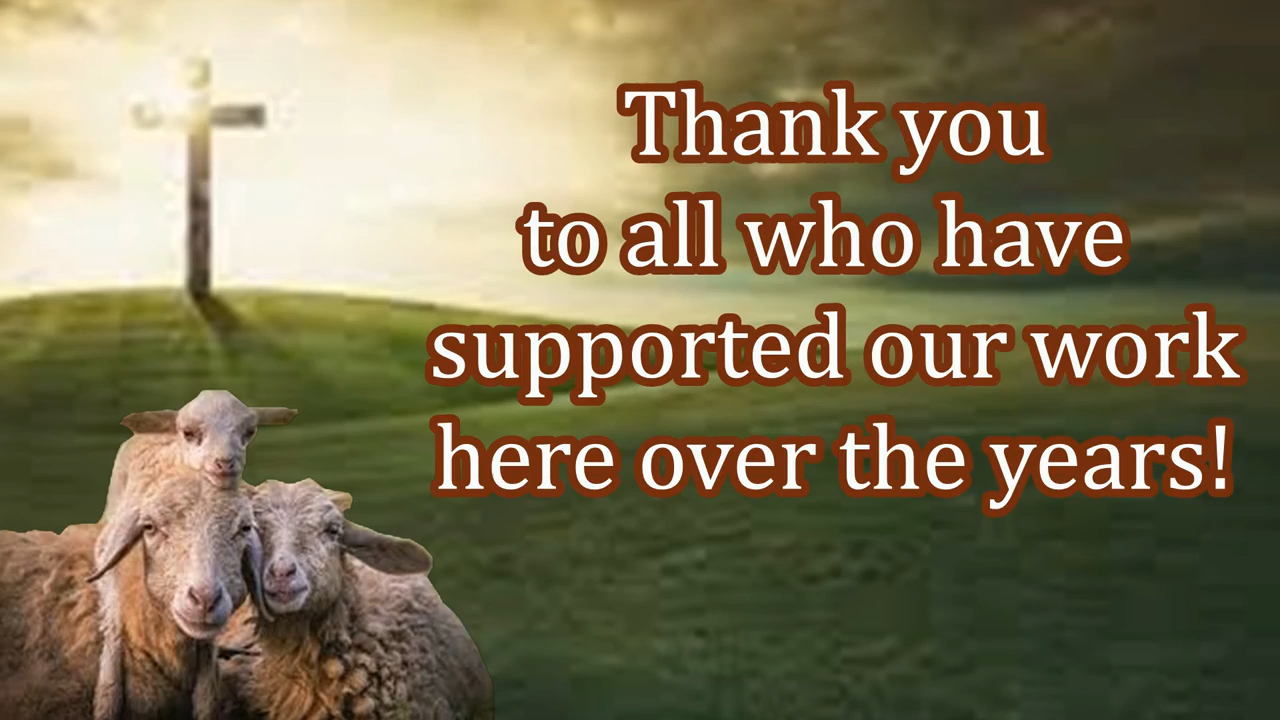 Thank you
to all who have
supported our work
here over the years!